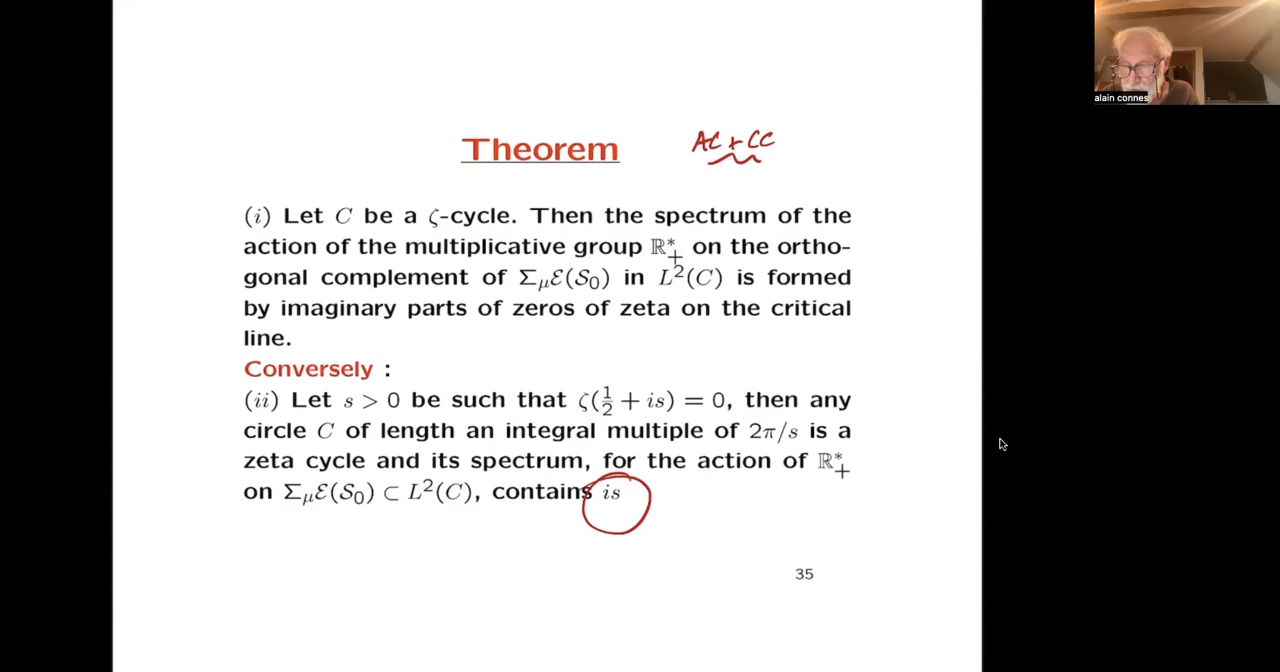 alain connes
Theorem
AC + CC
(i) Let C be a ζ-cycle. Then the spectrum of the
action of the multiplicative group ℝ*₊ on the ortho-
gonal complement of Σ_μ ℰ(𝒮₀) in L²(C) is formed
by imaginary parts of zeros of zeta on the critical
line.
Conversely :
(ii) Let s > 0 be such that ζ(½ + is) = 0, then any
circle C of length an integral multiple of 2π/s is a
zeta cycle and its spectrum, for the action of ℝ*₊
on Σ_μ ℰ(𝒮₀) ⊂ L²(C), contains is
35